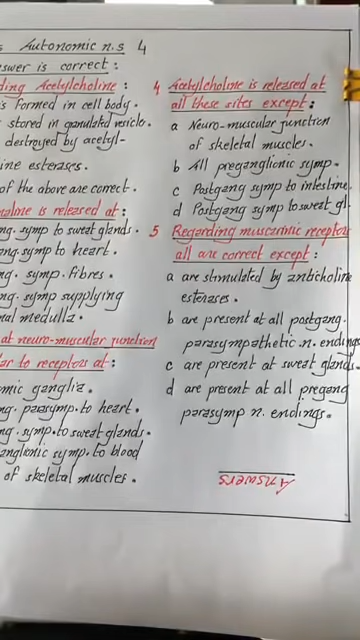 Autonomic n.s 4
swer is correct:
ding Acetylcholine:
is formed in cell body.
stored in granulated vesicles.
destroyed by acetyl-
ine esterases.
of the above are correct.
holine is released at:
ng. symp to sweat glands.
ang. symp to heart.
ng. symp. fibres.
ng. symp supplying
nal medulla.
at neuro-muscular junction
lar to receptors at:
mic ganglia.
ng. parasymp. to heart.
ng. symp. to sweat glands.
anglionic symp. to blood
of skeletal muscles.
4 Acetylcholine is released at
all these sites except:
a Neuro-muscular junction
of skeletal muscles.
b All preganglionic symp.
c Postgang symp to intestine
d Postgang symp to sweat gl.
5 Regarding muscarinic receptors
all are correct except:
a are stimulated by anticholine
esterases.
b are present at all postgang.
parasympathetic n. endings
c are present at sweat glands.
d are present at all pregang
parasymp n. endings.
Answers